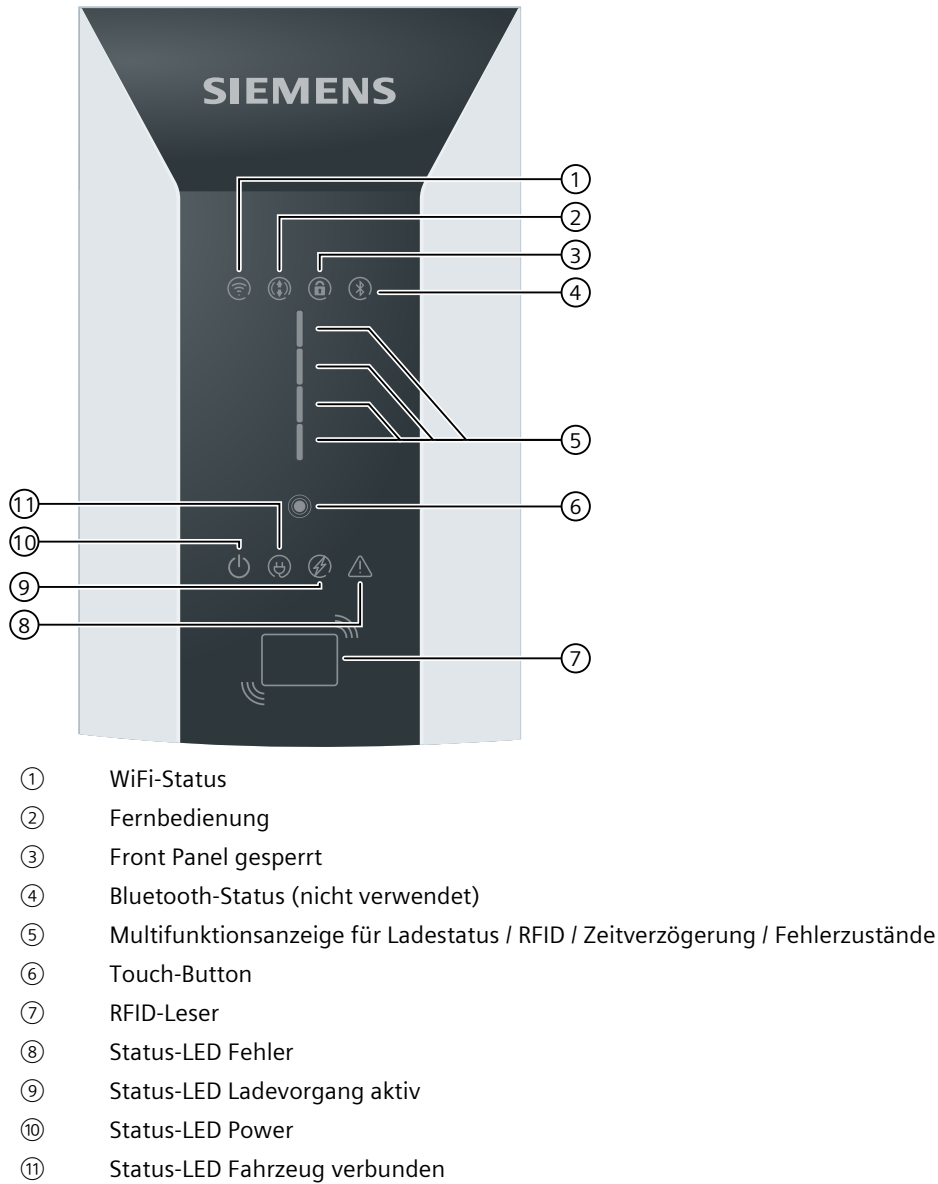 SIEMENS
①
②
③
④
⑤
⑪
⑥
⑩
⑨
⑧
⑦
① WiFi-Status
② Fernbedienung
③ Front Panel gesperrt
④ Bluetooth-Status (nicht verwendet)
⑤ Multifunktionsanzeige für Ladestatus / RFID / Zeitverzögerung / Fehlerzustände
⑥ Touch-Button
⑦ RFID-Leser
⑧ Status-LED Fehler
⑨ Status-LED Ladevorgang aktiv
⑩ Status-LED Power
⑪ Status-LED Fahrzeug verbunden